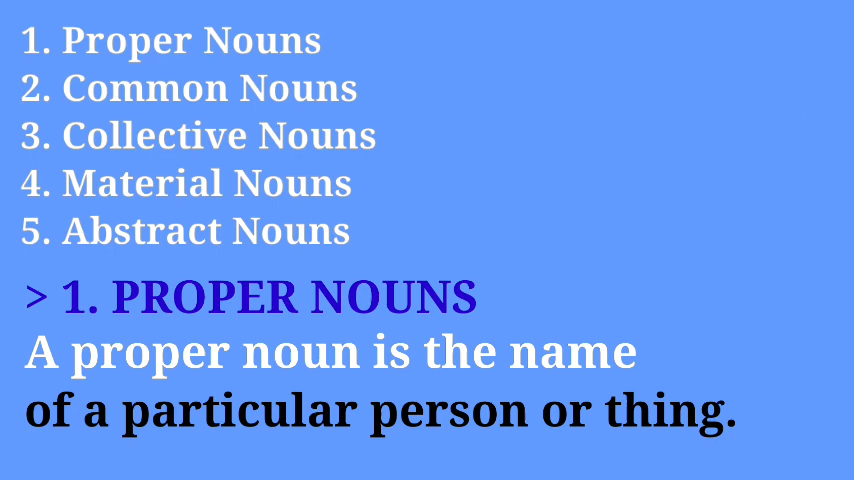 1. Proper Nouns
2. Common Nouns
3. Collective Nouns
4. Material Nouns
5. Abstract Nouns
> 1. PROPER NOUNS
A proper noun is the name
of a particular person or thing.